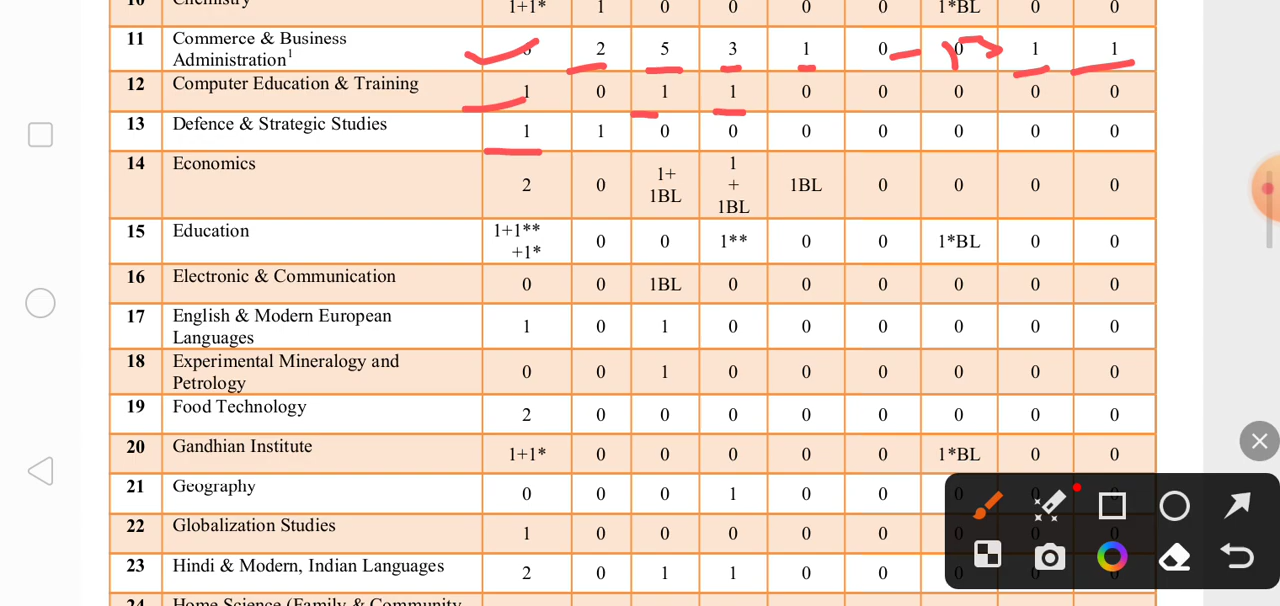 10 Chemistry 1+1* 1 0 0 0 0 1*BL 0 0
11 Commerce & Business 2 5 3 1 0 0 1 1
Administration1
12 Computer Education & Training 1 0 1 1 0 0 0 0 0
13 Defence & Strategic Studies 1 1 0 0 0 0 0 0 0
14 Economics 1
1+
2 0 + 1BL 0 0 0 0
1BL
1BL
15 Education 1+1**
0 0 1** 0 0 1*BL 0 0
+1*
16 Electronic & Communication 0 0 1BL 0 0 0 0 0 0
17 English & Modern European 1 0 1 0 0 0 0 0 0
Languages
18 Experimental Mineralogy and 0 0 1 0 0 0 0 0 0
Petrology
19 Food Technology 2 0 0 0 0 0 0 0 0
20 Gandhian Institute 1+1* 0 0 0 0 0 1*BL 0 0
21 Geography 0 0 0 1 0 0 0 0 0
22 Globalization Studies 1 0 0 0 0 0 0 0 0
23 Hindi & Modern, Indian Languages 2 0 1 1 0 0 0 0 0
24 Home Science (Family & Community